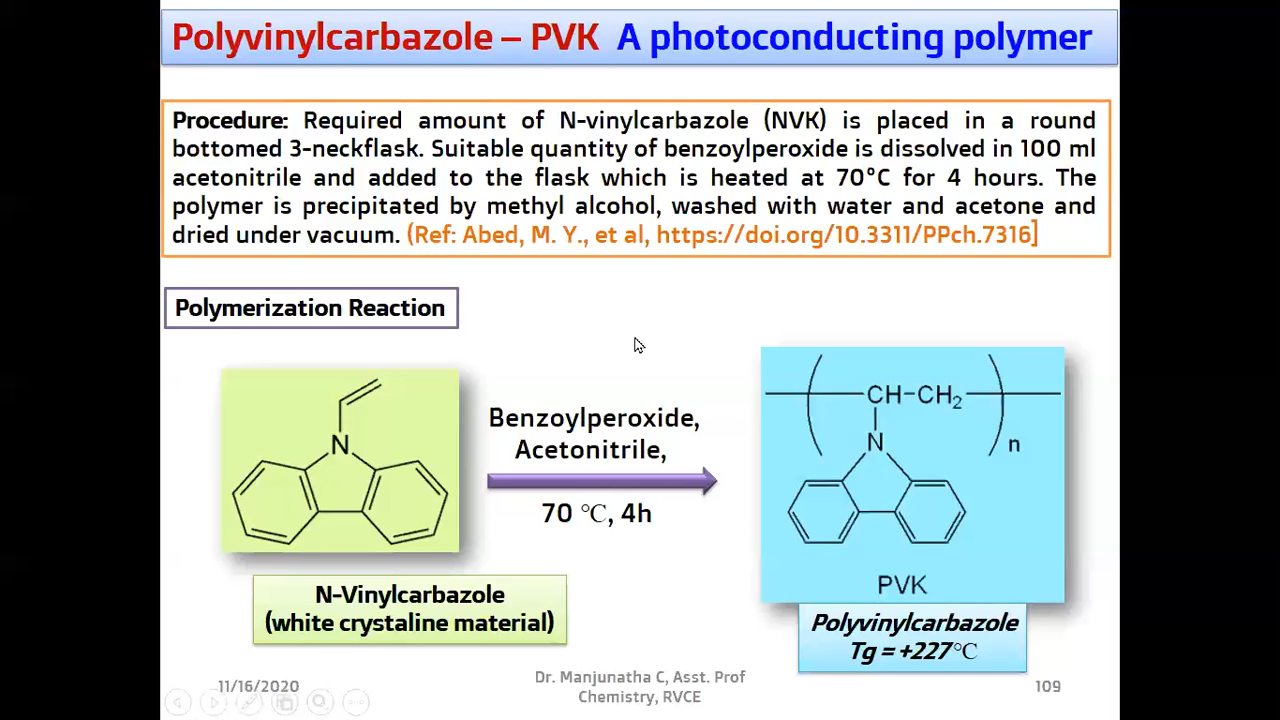 Polyvinylcarbazole – PVK A photoconducting polymer
Procedure: Required amount of N-vinylcarbazole (NVK) is placed in a round
bottomed 3-neckflask. Suitable quantity of benzoylperoxide is dissolved in 100 ml
acetonitrile and added to the flask which is heated at 70°C for 4 hours. The
polymer is precipitated by methyl alcohol, washed with water and acetone and
dried under vacuum. (Ref: Abed, M. Y., et al, https://doi.org/10.3311/PPch.7316]
Polymerization Reaction
N
Benzoylperoxide,
Acetonitrile,
70 ℃, 4h
CH-CH₂
N
n
PVK
N-Vinylcarbazole
(white crystaline material)
Polyvinylcarbazole
Tg = +227℃
11/16/2020
Dr. Manjunatha C, Asst. Prof
Chemistry, RVCE
109